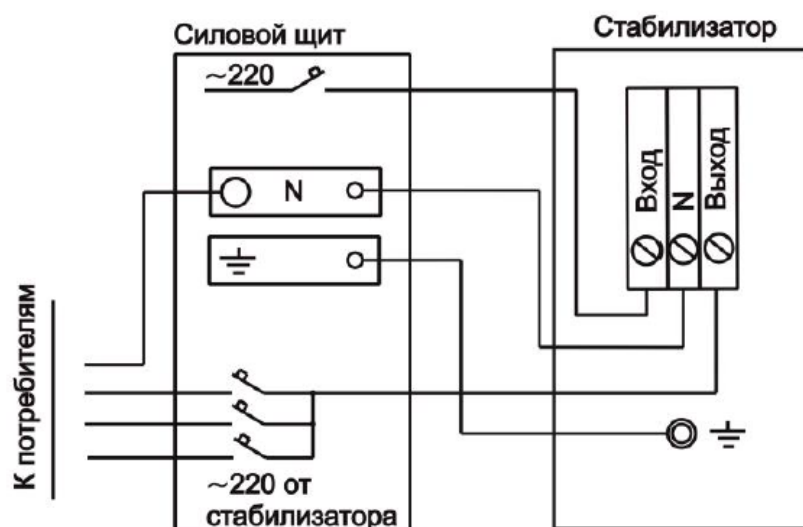 Силовой щит
Стабилизатор
~220
Вход
N
Выход
N
К потребителям
~220 от
стабилизатора